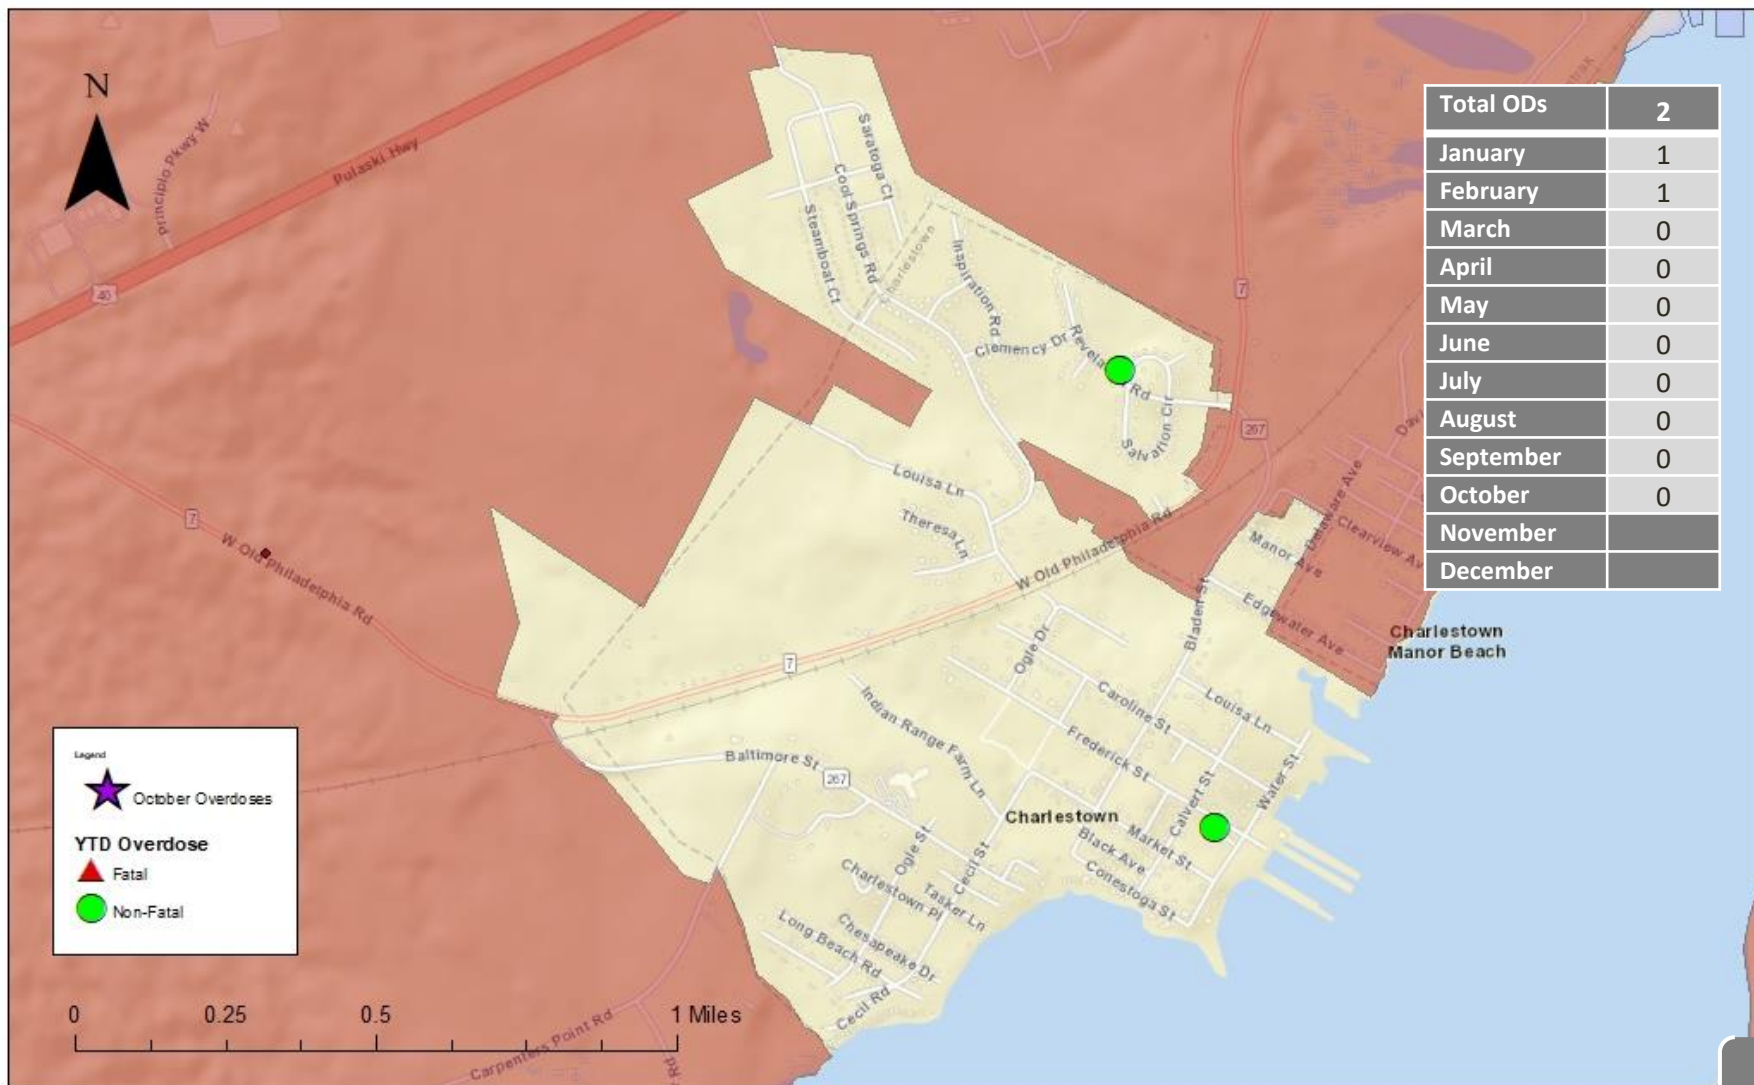 N
Pulaski Hwy
Principio Pkwy W
40
7
W Old Philadelphia Rd
Saratoga Ct
Cool Springs Rd
Steamboat Ct
Charlestown
Inspiration Rd
Clemency Dr
Salvation Cir
7
267
Louisa Ln
Theresa Ln
W Old Philadelphia Rd
7
Manor Ave
Delaware Ave
Edgewater Ave
Bladen St
Charlestown
Manor Beach
Ogle Dr
Caroline St
Louisa Ln
Frederick St
Indian Range Farm Ln
Baltimore St
267
Charlestown
Calvert St
Water St
Market St
Black Ave
Conestoga St
Ogle St
Cecil St
Charlestown Pl
Tasker Ln
Chesapeake Dr
Long Beach Rd
Cecil Rd
Carpenters Point Rd
Total ODs 2
January 1
February 1
March 0
April 0
May 0
June 0
July 0
August 0
September 0
October 0
November
December
Legend
October Overdoses
YTD Overdose
Fatal
Non-Fatal
0 0.25 0.5 1 Miles